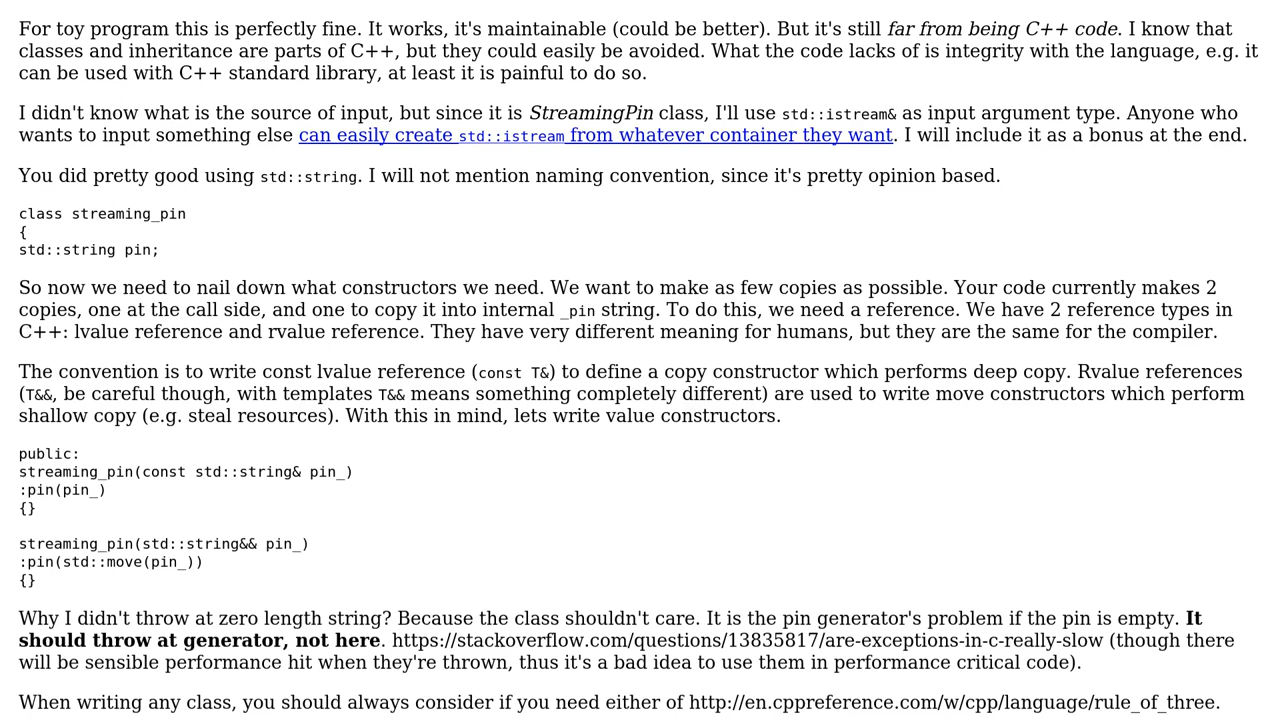 For toy program this is perfectly fine. It works, it's maintainable (could be better). But it's still far from being C++ code. I know that
classes and inheritance are parts of C++, but they could easily be avoided. What the code lacks of is integrity with the language, e.g. it
can be used with C++ standard library, at least it is painful to do so.
I didn't know what is the source of input, but since it is StreamingPin class, I'll use std::istream& as input argument type. Anyone who
wants to input something else can easily create std::istream from whatever container they want. I will include it as a bonus at the end.
You did pretty good using std::string. I will not mention naming convention, since it's pretty opinion based.
class streaming_pin
{
std::string pin;
So now we need to nail down what constructors we need. We want to make as few copies as possible. Your code currently makes 2
copies, one at the call side, and one to copy it into internal _pin string. To do this, we need a reference. We have 2 reference types in
C++: lvalue reference and rvalue reference. They have very different meaning for humans, but they are the same for the compiler.
The convention is to write const lvalue reference (const T&) to define a copy constructor which performs deep copy. Rvalue references
(T&&, be careful though, with templates T&& means something completely different) are used to write move constructors which perform
shallow copy (e.g. steal resources). With this in mind, lets write value constructors.
public:
streaming_pin(const std::string& pin_)
:pin(pin_)
{}
streaming_pin(std::string&& pin_)
:pin(std::move(pin_))
{}
Why I didn't throw at zero length string? Because the class shouldn't care. It is the pin generator's problem if the pin is empty. It
should throw at generator, not here. https://stackoverflow.com/questions/13835817/are-exceptions-in-c-really-slow (though there
will be sensible performance hit when they're thrown, thus it's a bad idea to use them in performance critical code).
When writing any class, you should always consider if you need either of http://en.cppreference.com/w/cpp/language/rule_of_three.